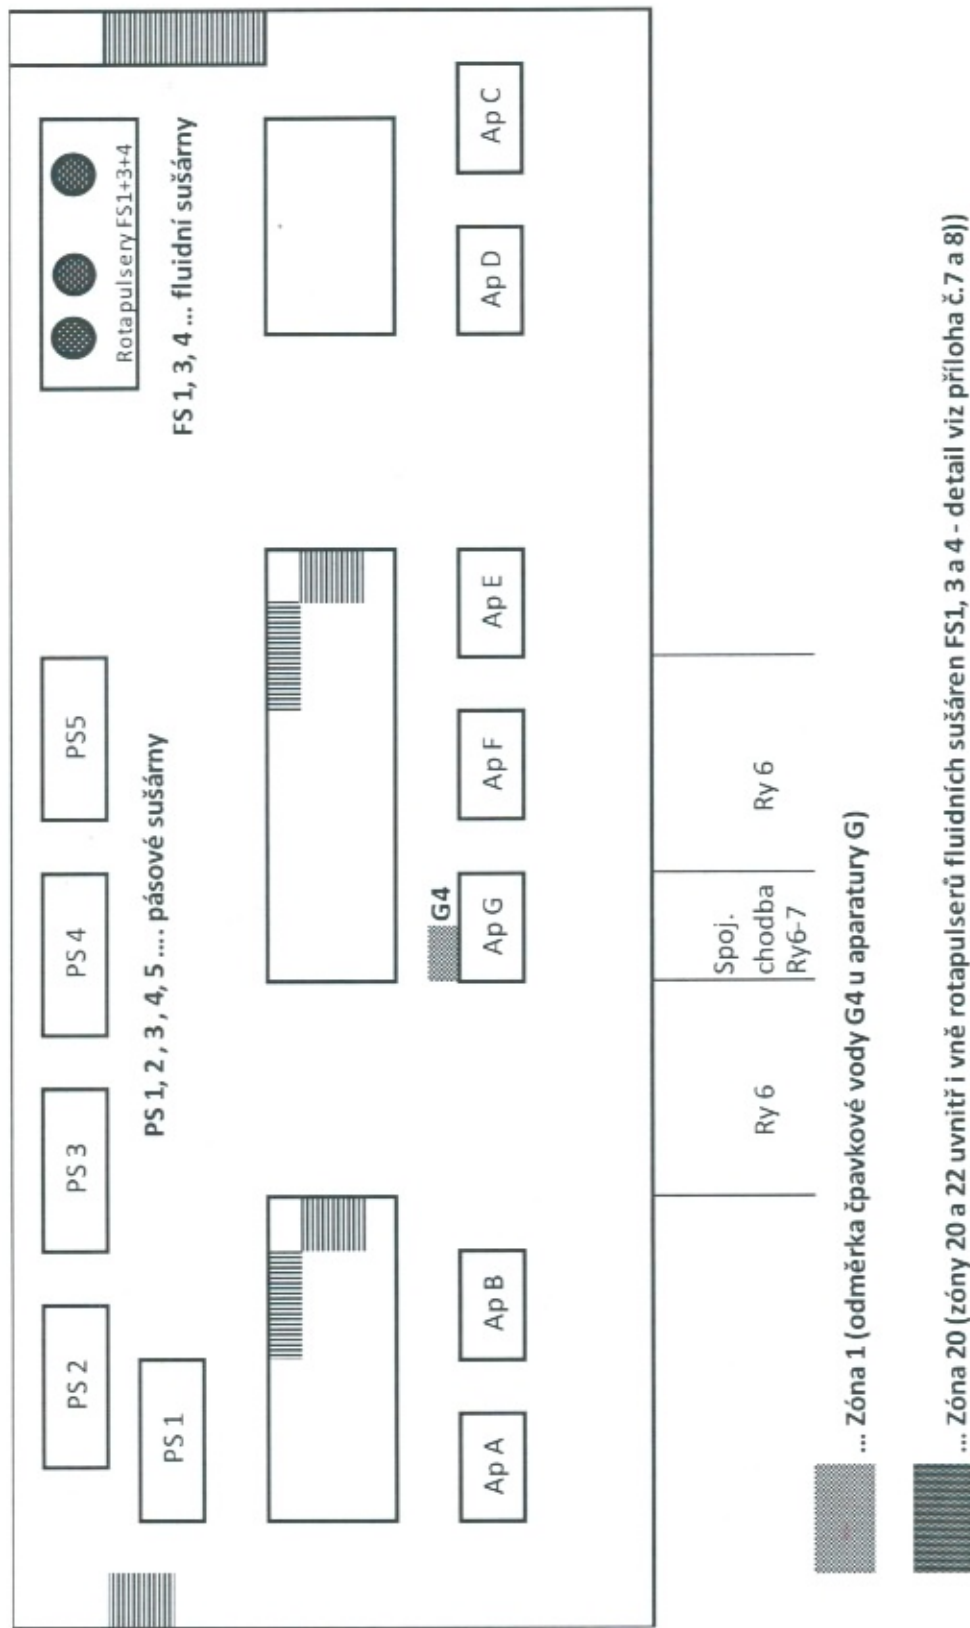 PS 2
PS 3
PS 4
PS5
Rotapulsery FS1+3+4
PS 1
PS 1, 2 , 3, 4, 5 .... pásové sušárny
FS 1, 3, 4 ... fluidní sušárny
G4
Ap A
Ap B
Ap G
Ap F
Ap E
Ap D
Ap C
Ry 6
Spoj.
chodba
Ry6-7
Ry 6
... Zóna 1 (odměrka čpavkové vody G4 u aparatury G)
... Zóna 20 (zóny 20 a 22 uvnitř i vně rotapulserů fluidních sušáren FS1, 3 a 4 - detail viz příloha č.7 a 8))